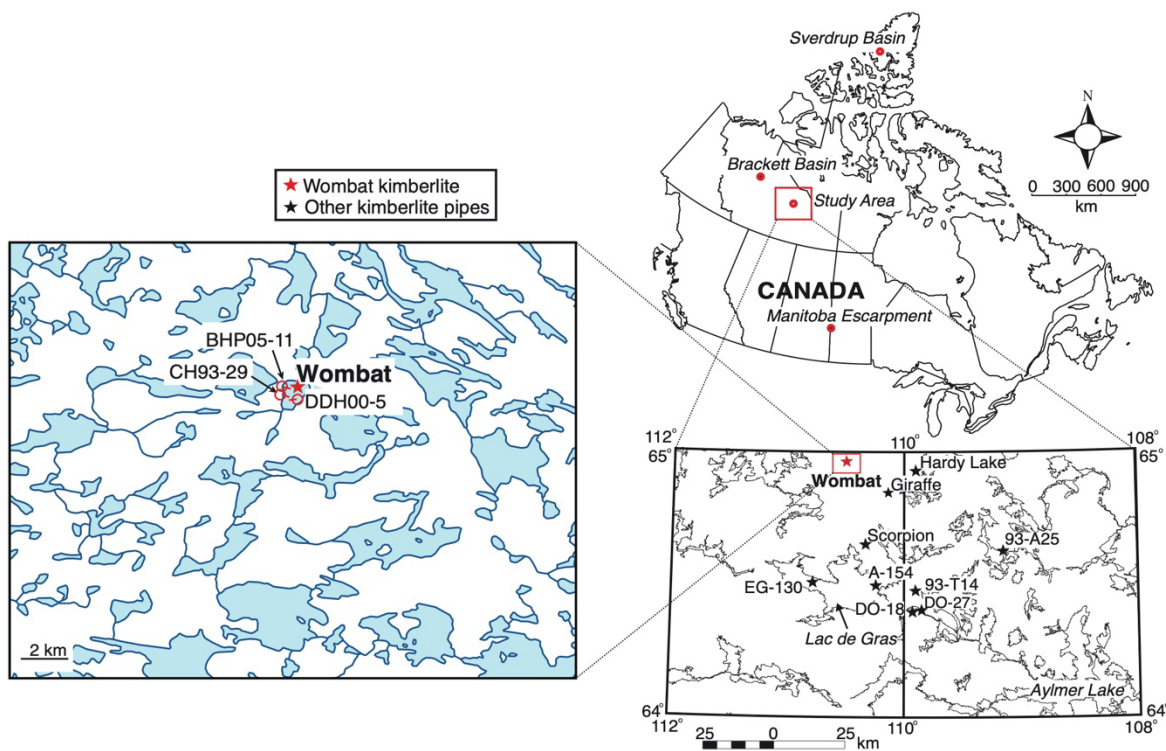 Wombat kimberlite
Other kimberlite pipes
BHP05-11
CH93-29
Wombat
DDH00-5
2 km
Sverdrup Basin
N
Brackett Basin
Study Area
0 300 600 900
km
CANADA
Manitoba Escarpment
112°
110°
108°
65°
65°
Hardy Lake
Wombat
Giraffe
Scorpion
93-A25
A-154
EG-130
93-T14
DO-18
DO-27
Lac de Gras
Aylmer Lake
64°
64°
112°
110°
108°
25 0 25
km